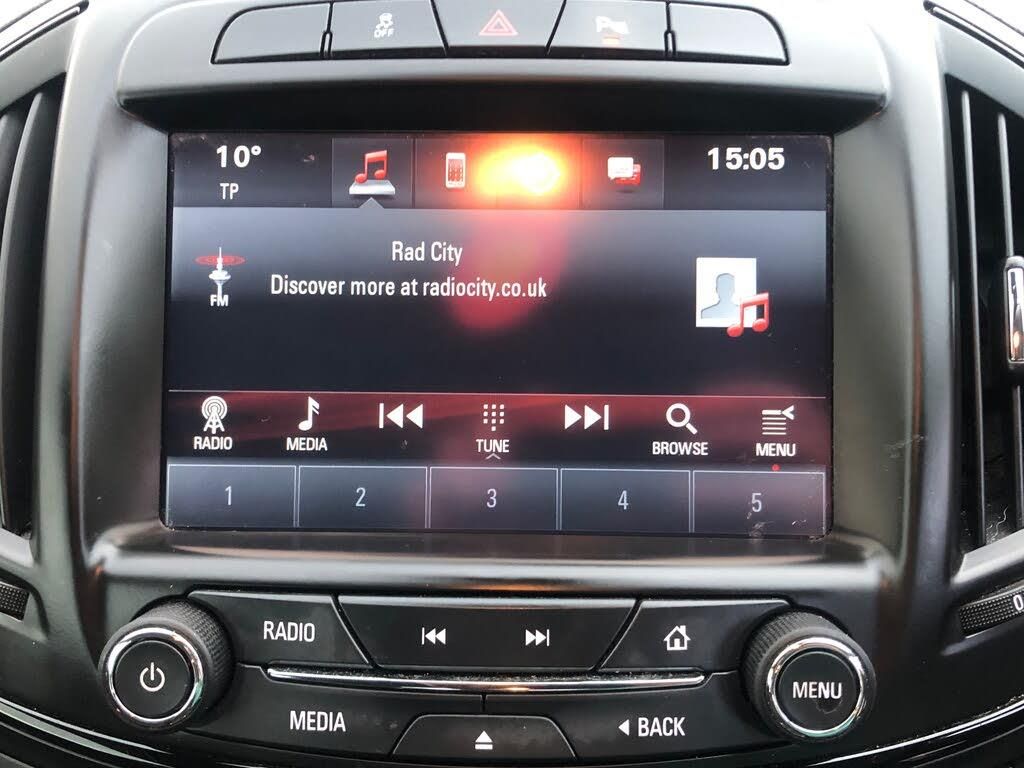 OFF
P
10°
15:05
TP
Rad City
Discover more at radiocity.co.uk
FM
RADIO
MEDIA
TUNE
BROWSE
MENU
1
2
3
4
5
0
RADIO
MENU
MEDIA
BACK